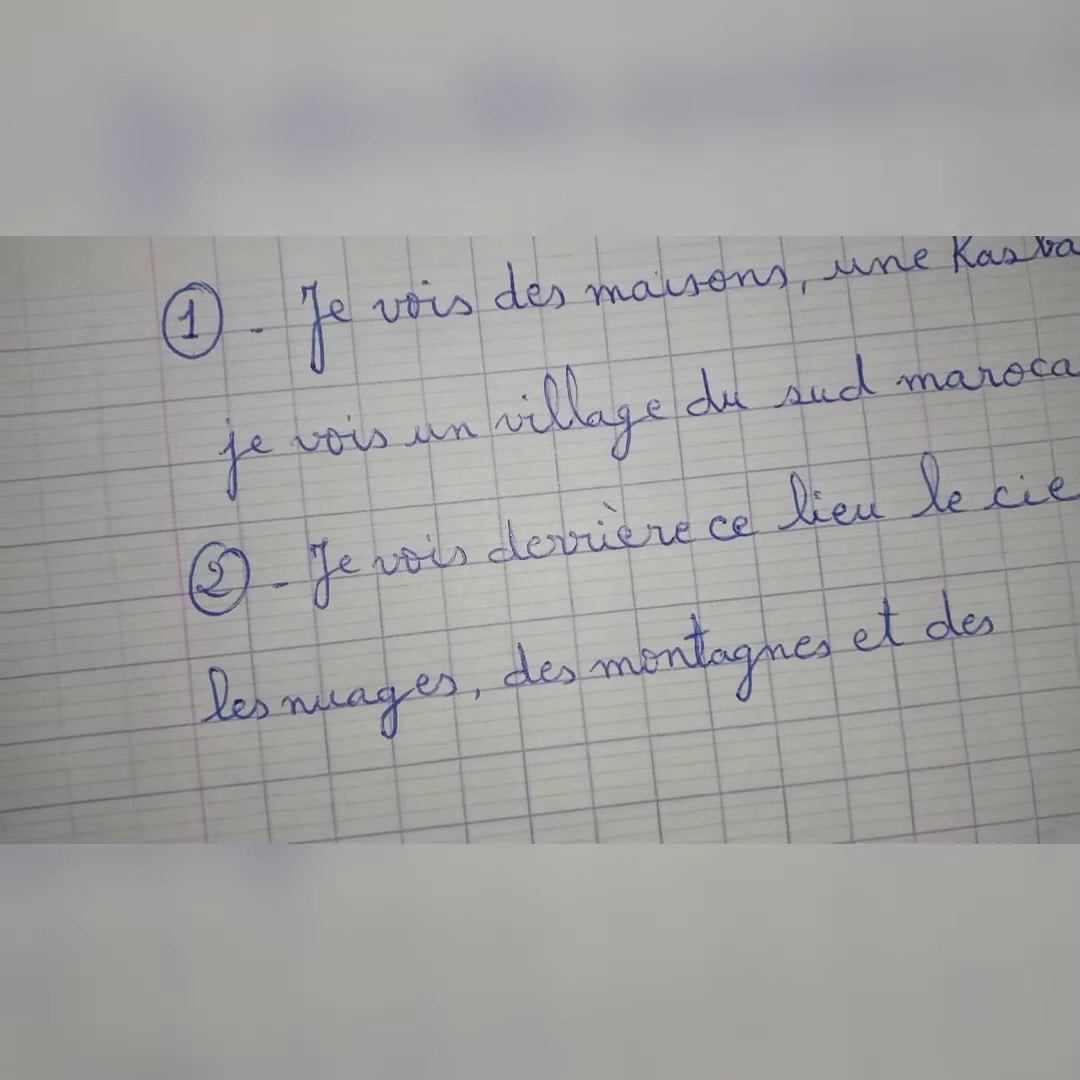 ① - Je vois des maisons, une Kasba
je vois un village du sud maroca
② - Je vois derrière ce lieu le cie
les nuages, des montagnes et des